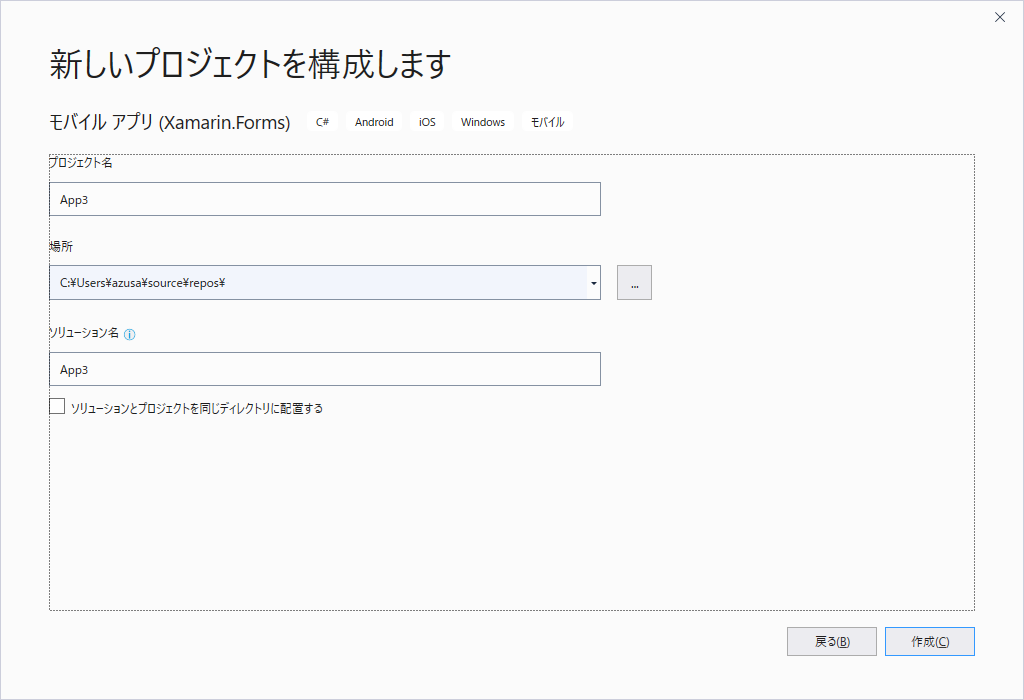 新しいプロジェクトを構成します
モバイル アプリ (Xamarin.Forms) C# Android iOS Windows モバイル
プロジェクト名
App3
場所
C:¥Users¥azusa¥source¥repos¥
...
ソリューション名
App3
ソリューションとプロジェクトを同じディレクトリに配置する
戻る(B) 作成(C)